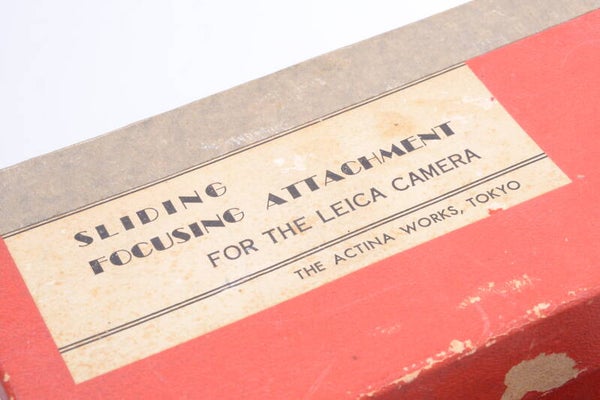 SLIDING
FOCUSING ATTACHMENT
FOR THE LEICA CAMERA
THE ACTINA WORKS, TOKYO